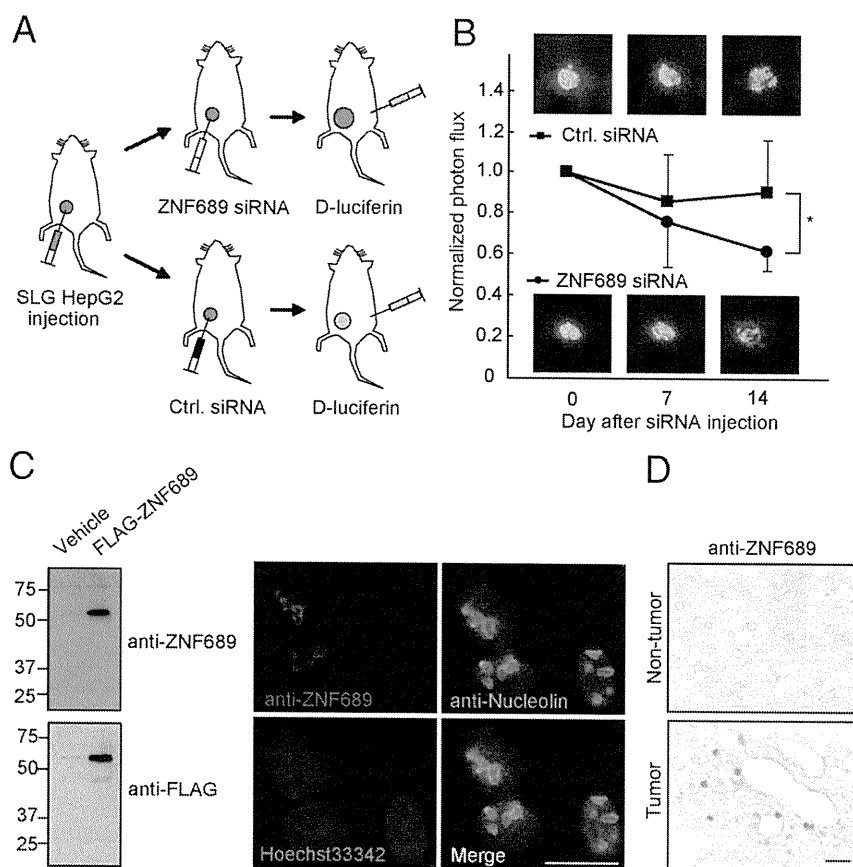 A
ZNF689 siRNA
D-luciferin
SLG HepG2
injection
Ctrl. siRNA
D-luciferin
B
Normalized photon flux
1.4
1.2
1.0
0.8
0.6
0.4
0.2
0
Ctrl. siRNA
*
ZNF689 siRNA
0 7 14
Day after siRNA injection
C
Vehicle
FLAG-ZNF689
75
50
37
25
anti-ZNF689
75
50
37
25
anti-FLAG
anti-ZNF689
anti-Nucleolin
Hoechst33342
Merge
D
anti-ZNF689
Non-tumor
Tumor